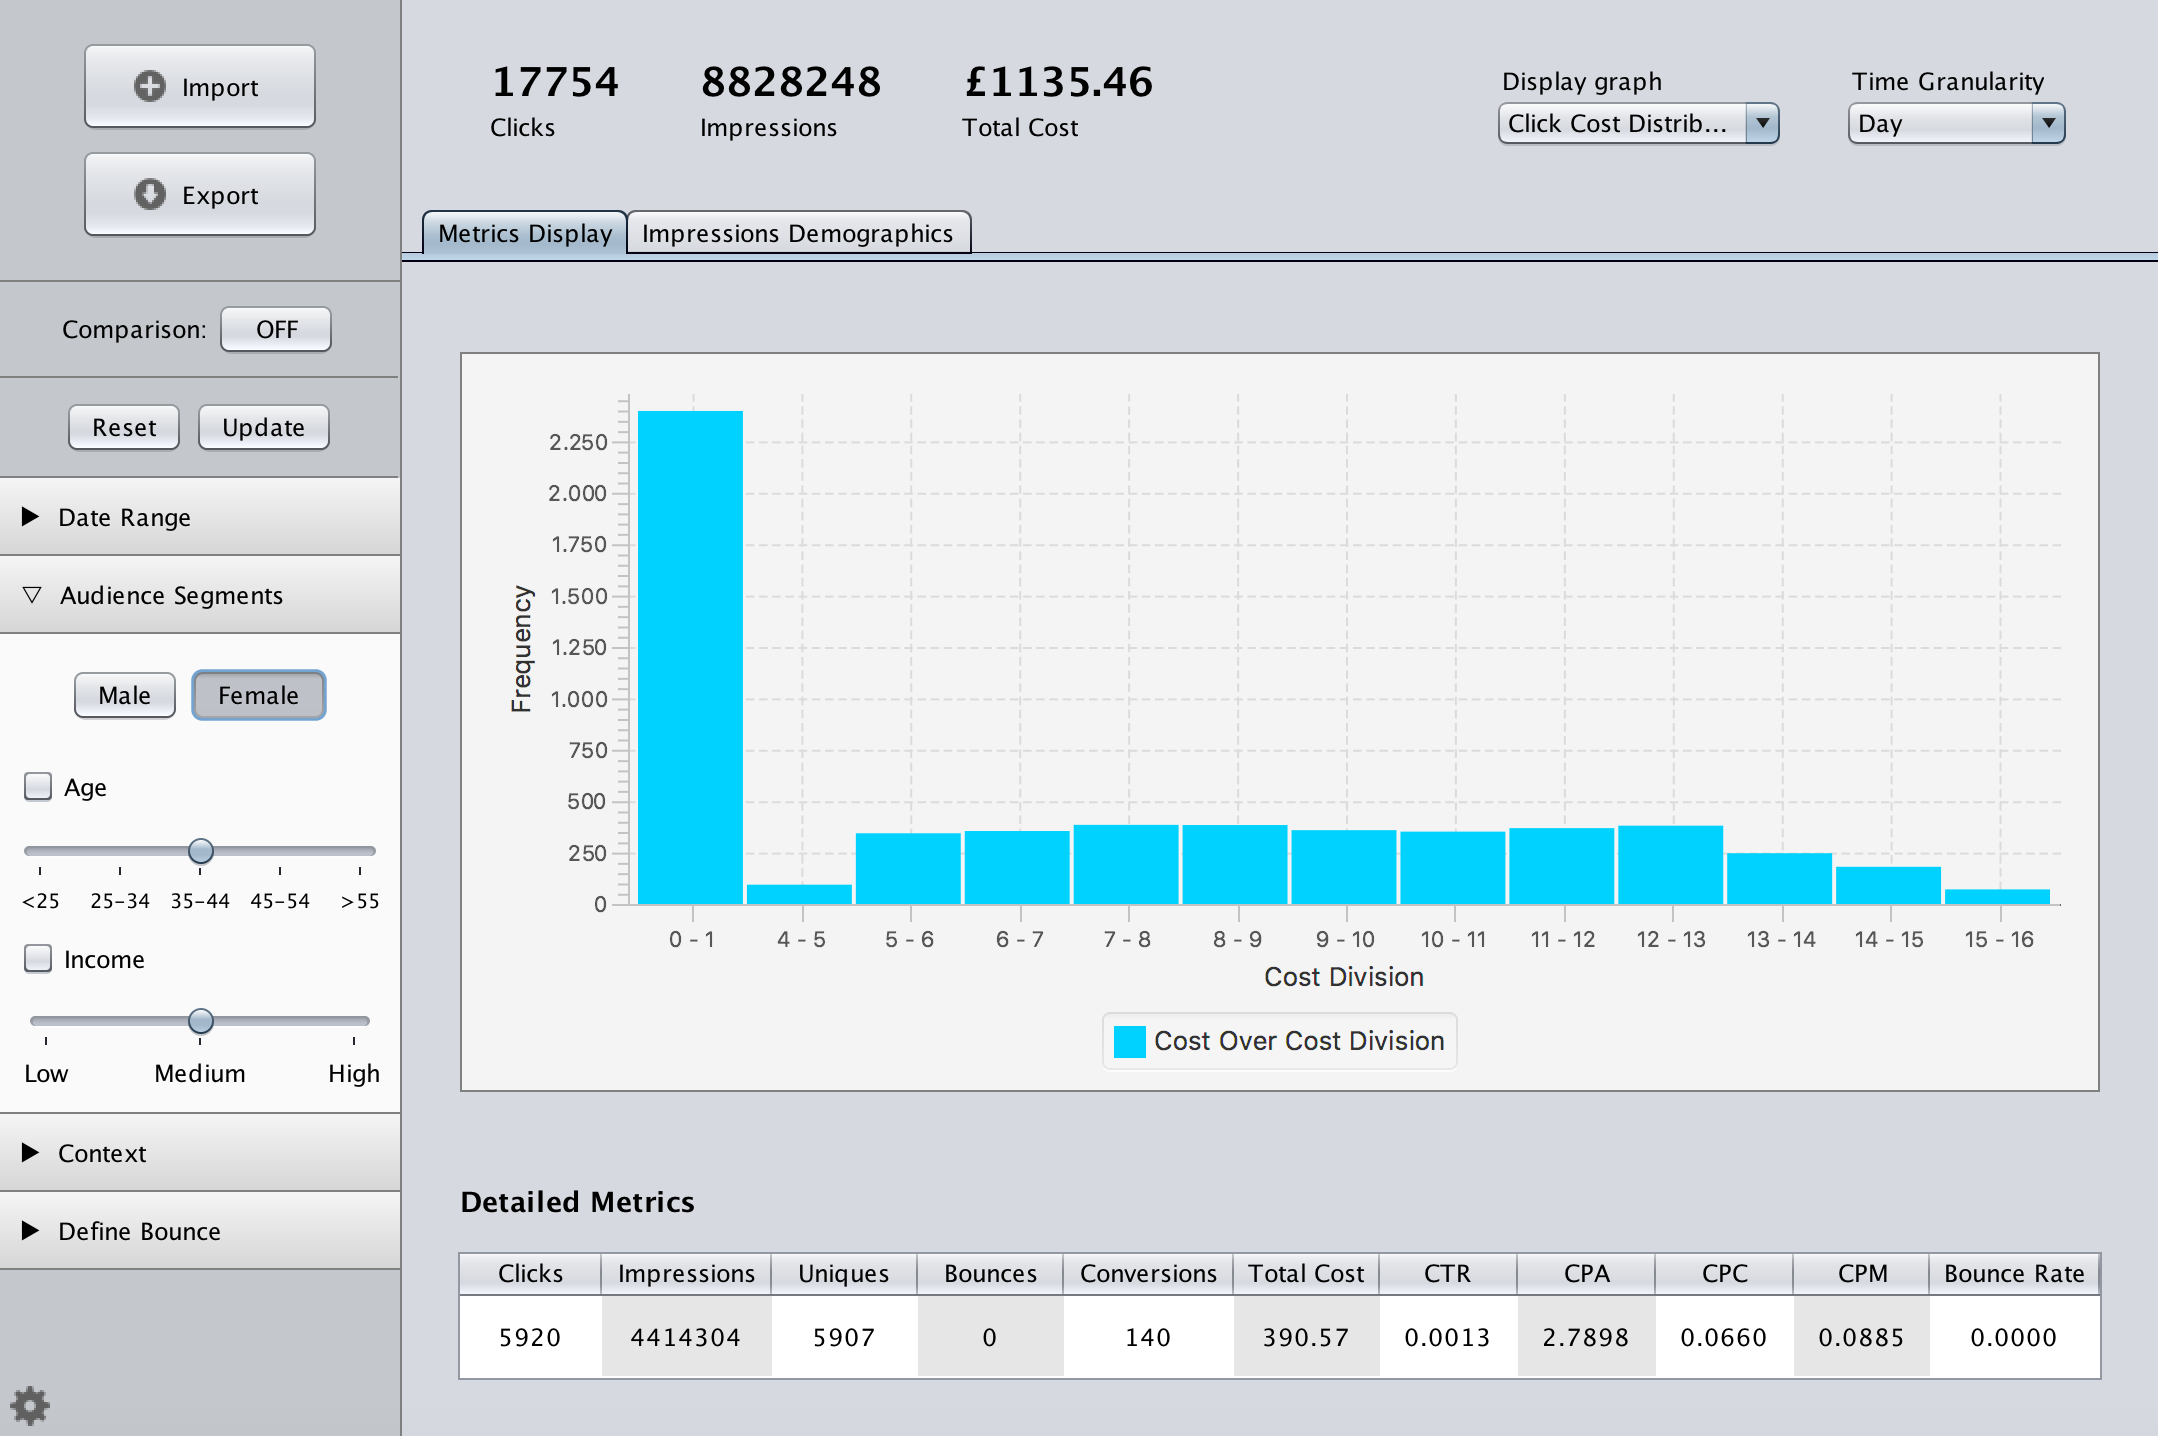 Import
Export
Comparison: OFF
Reset Update
Date Range
Audience Segments
Male Female
Age
<25 25-34 35-44 45-54 >55
Income
Low Medium High
Context
Define Bounce
17754 8828248 £1135.46
Clicks Impressions Total Cost
Display graph Time Granularity
Click Cost Distrib... Day
Metrics Display Impressions Demographics
Frequency
2.250
2.000
1.750
1.500
1.250
1.000
750
500
250
0
0 - 1 4 - 5 5 - 6 6 - 7 7 - 8 8 - 9 9 - 10 10 - 11 11 - 12 12 - 13 13 - 14 14 - 15 15 - 16
Cost Division
Cost Over Cost Division
Detailed Metrics
Clicks Impressions Uniques Bounces Conversions Total Cost CTR CPA CPC CPM Bounce Rate
5920 4414304 5907 0 140 390.57 0.0013 2.7898 0.0660 0.0885 0.0000